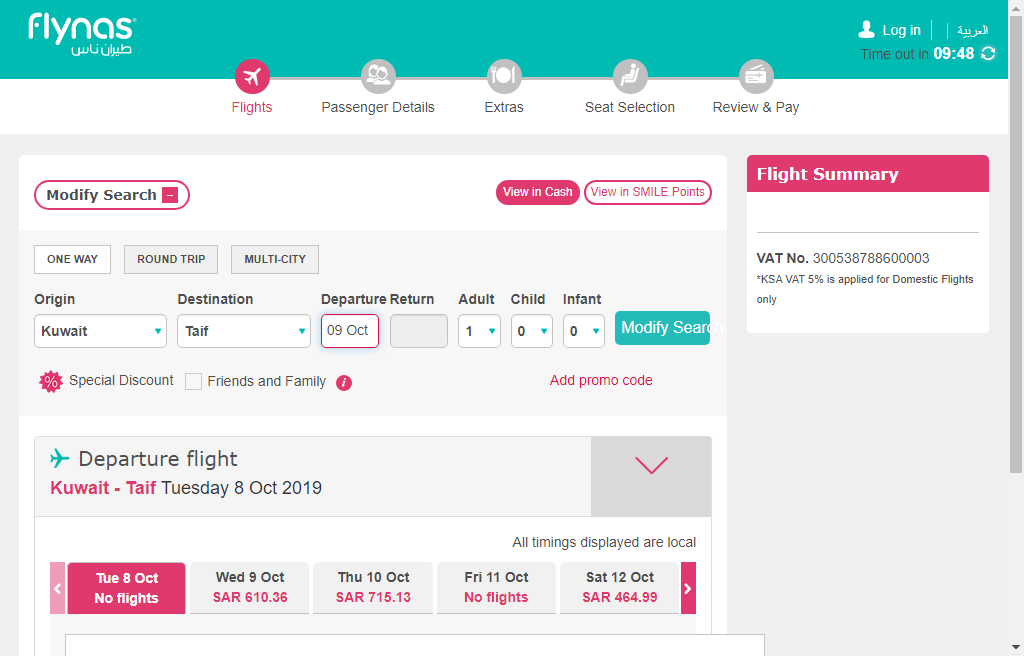 flynas
طيران ناس
Log in
العربية
Time out in 09:48
Flights
Passenger Details
Extras
Seat Selection
Review & Pay
Modify Search
View in Cash
View in SMILE Points
Flight Summary
VAT No. 300538788600003
*KSA VAT 5% is applied for Domestic Flights
only
ONE WAY
ROUND TRIP
MULTI-CITY
Origin
Destination
Departure
Return
Adult
Child
Infant
Kuwait
Taif
09 Oct
1
0
0
Modify Search
Special Discount
Friends and Family
i
Add promo code
Departure flight
Kuwait - Taif Tuesday 8 Oct 2019
All timings displayed are local
Tue 8 Oct
No flights
Wed 9 Oct
SAR 610.36
Thu 10 Oct
SAR 715.13
Fri 11 Oct
No flights
Sat 12 Oct
SAR 464.99